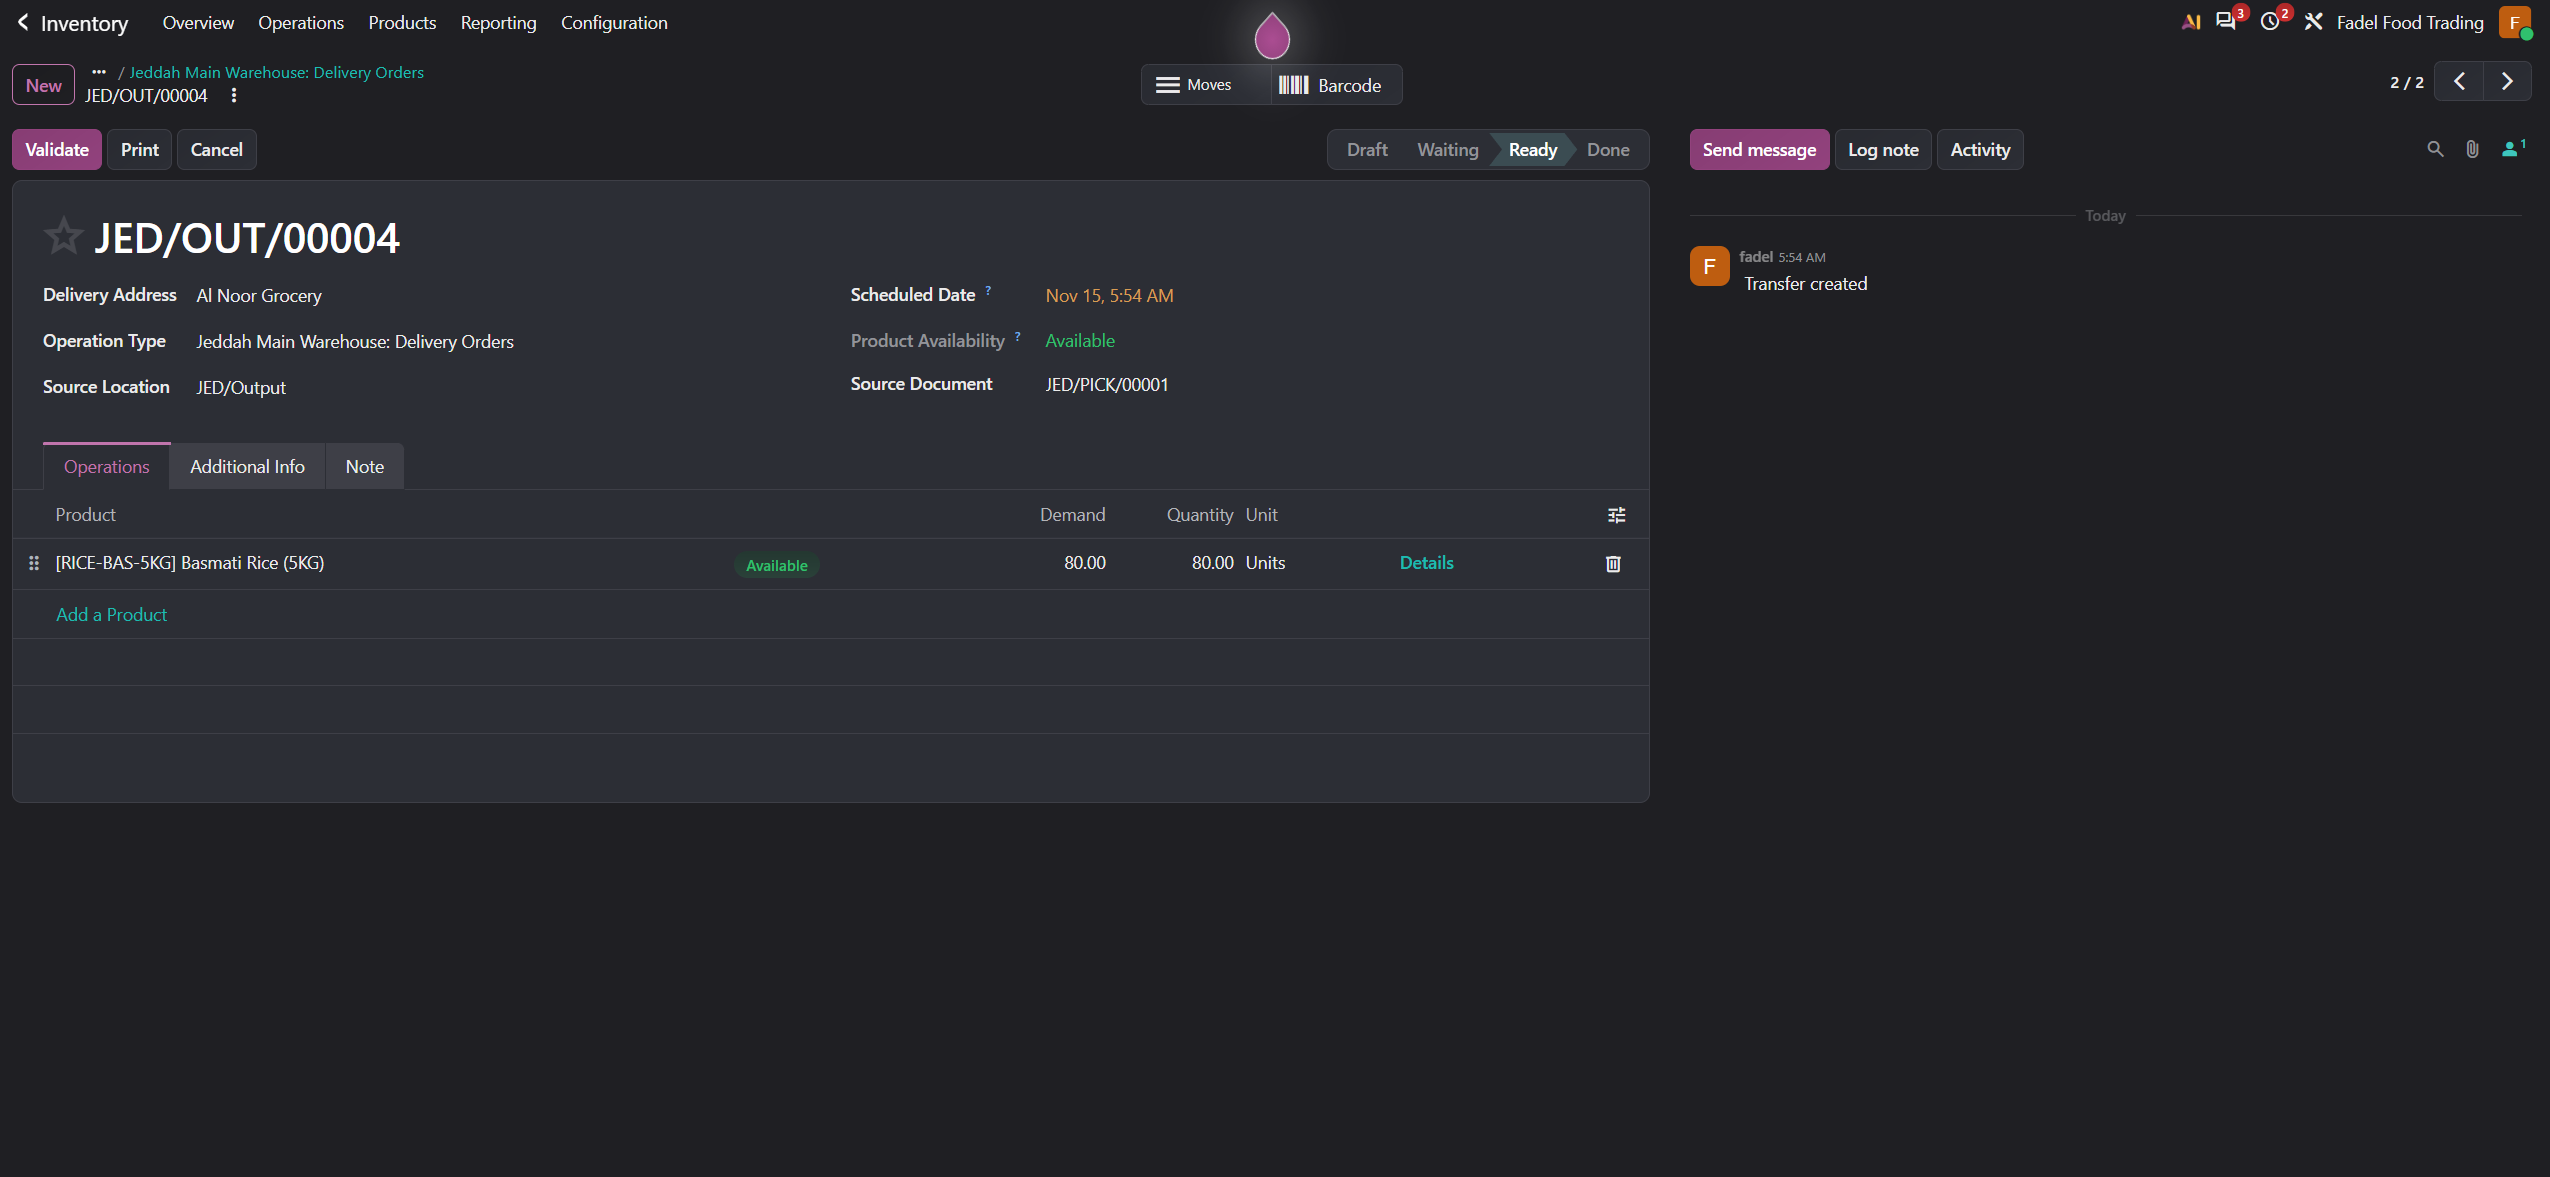 Inventory Overview Operations Products Reporting Configuration AI 3 2 Fadel Food Trading F
New ... / Jeddah Main Warehouse: Delivery Orders
JED/OUT/00004
Moves Barcode
2 / 2
Validate Print Cancel Draft Waiting Ready Done
Send message Log note Activity 1
JED/OUT/00004
Delivery Address Al Noor Grocery
Operation Type Jeddah Main Warehouse: Delivery Orders
Source Location JED/Output
Scheduled Date ? Nov 15, 5:54 AM
Product Availability ? Available
Source Document JED/PICK/00001
Operations Additional Info Note
Product Demand Quantity Unit
[RICE-BAS-5KG] Basmati Rice (5KG) Available 80.00 80.00 Units Details
Add a Product
Today
F fadel 5:54 AM
Transfer created